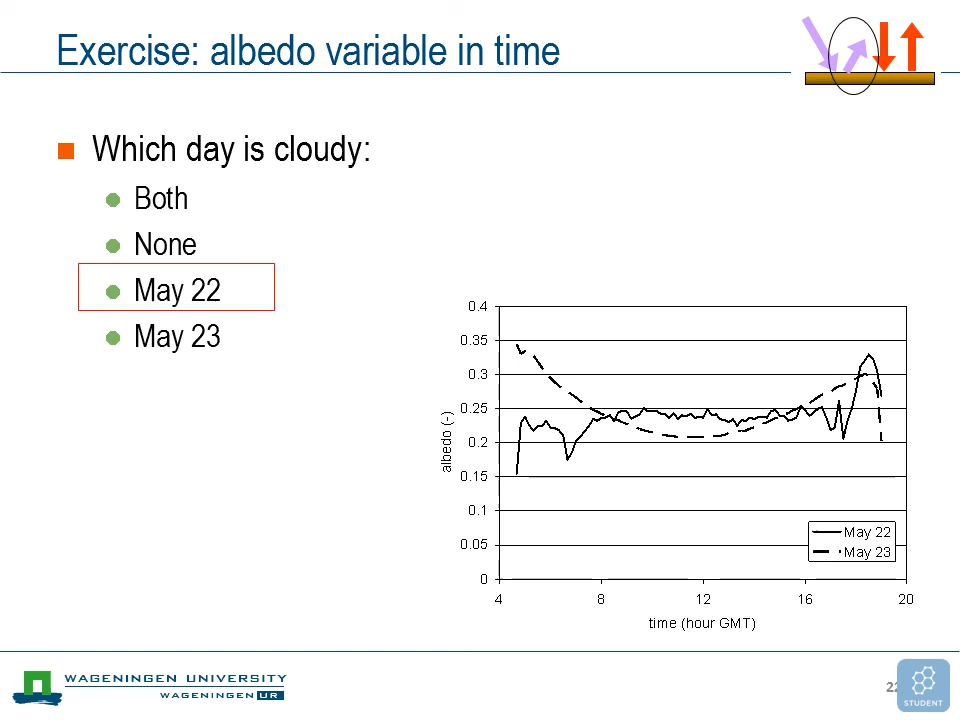 Exercise: albedo variable in time
Which day is cloudy:
Both
None
May 22
May 23
0.4
0.35
0.3
0.25
0.2
0.15
0.1
0.05
0
albedo (-)
4 8 12 16 20
time (hour GMT)
May 22
May 23
WAGENINGEN UNIVERSITY
WAGENINGEN UR
22
STUDENT